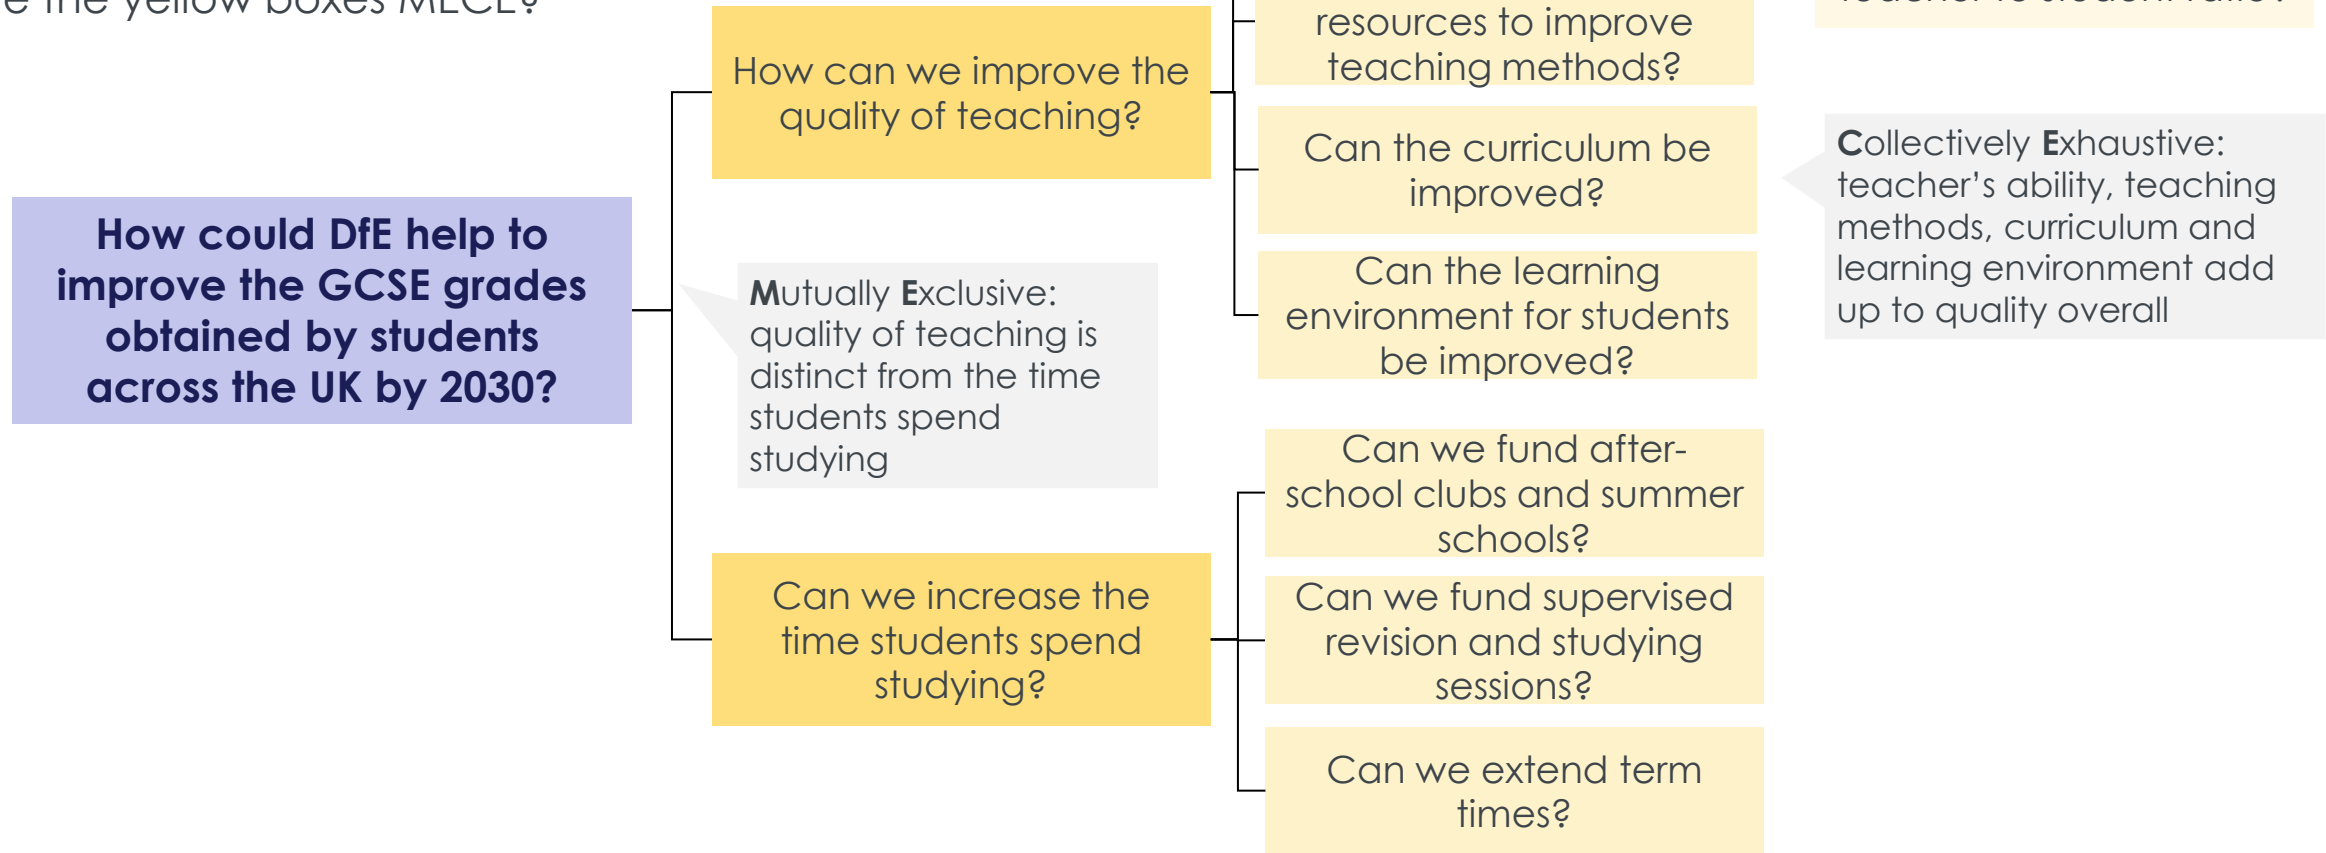 e the yellow boxes MECE?
resources to improve
teaching methods?
How can we improve the
quality of teaching?
Can the curriculum be
improved?
Collectively Exhaustive:
teacher’s ability, teaching
methods, curriculum and
learning environment add
up to quality overall
How could DfE help to
improve the GCSE grades
obtained by students
across the UK by 2030?
Mutually Exclusive:
quality of teaching is
distinct from the time
students spend
studying
Can the learning
environment for students
be improved?
Can we fund after-
school clubs and summer
schools?
Can we increase the
time students spend
studying?
Can we fund supervised
revision and studying
sessions?
Can we extend term
times?